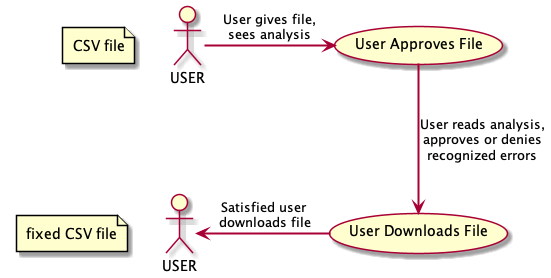 CSV file
USER
User gives file,
sees analysis
User Approves File
User reads analysis,
approves or denies
recognized errors
fixed CSV file
USER
Satisfied user
downloads file
User Downloads File